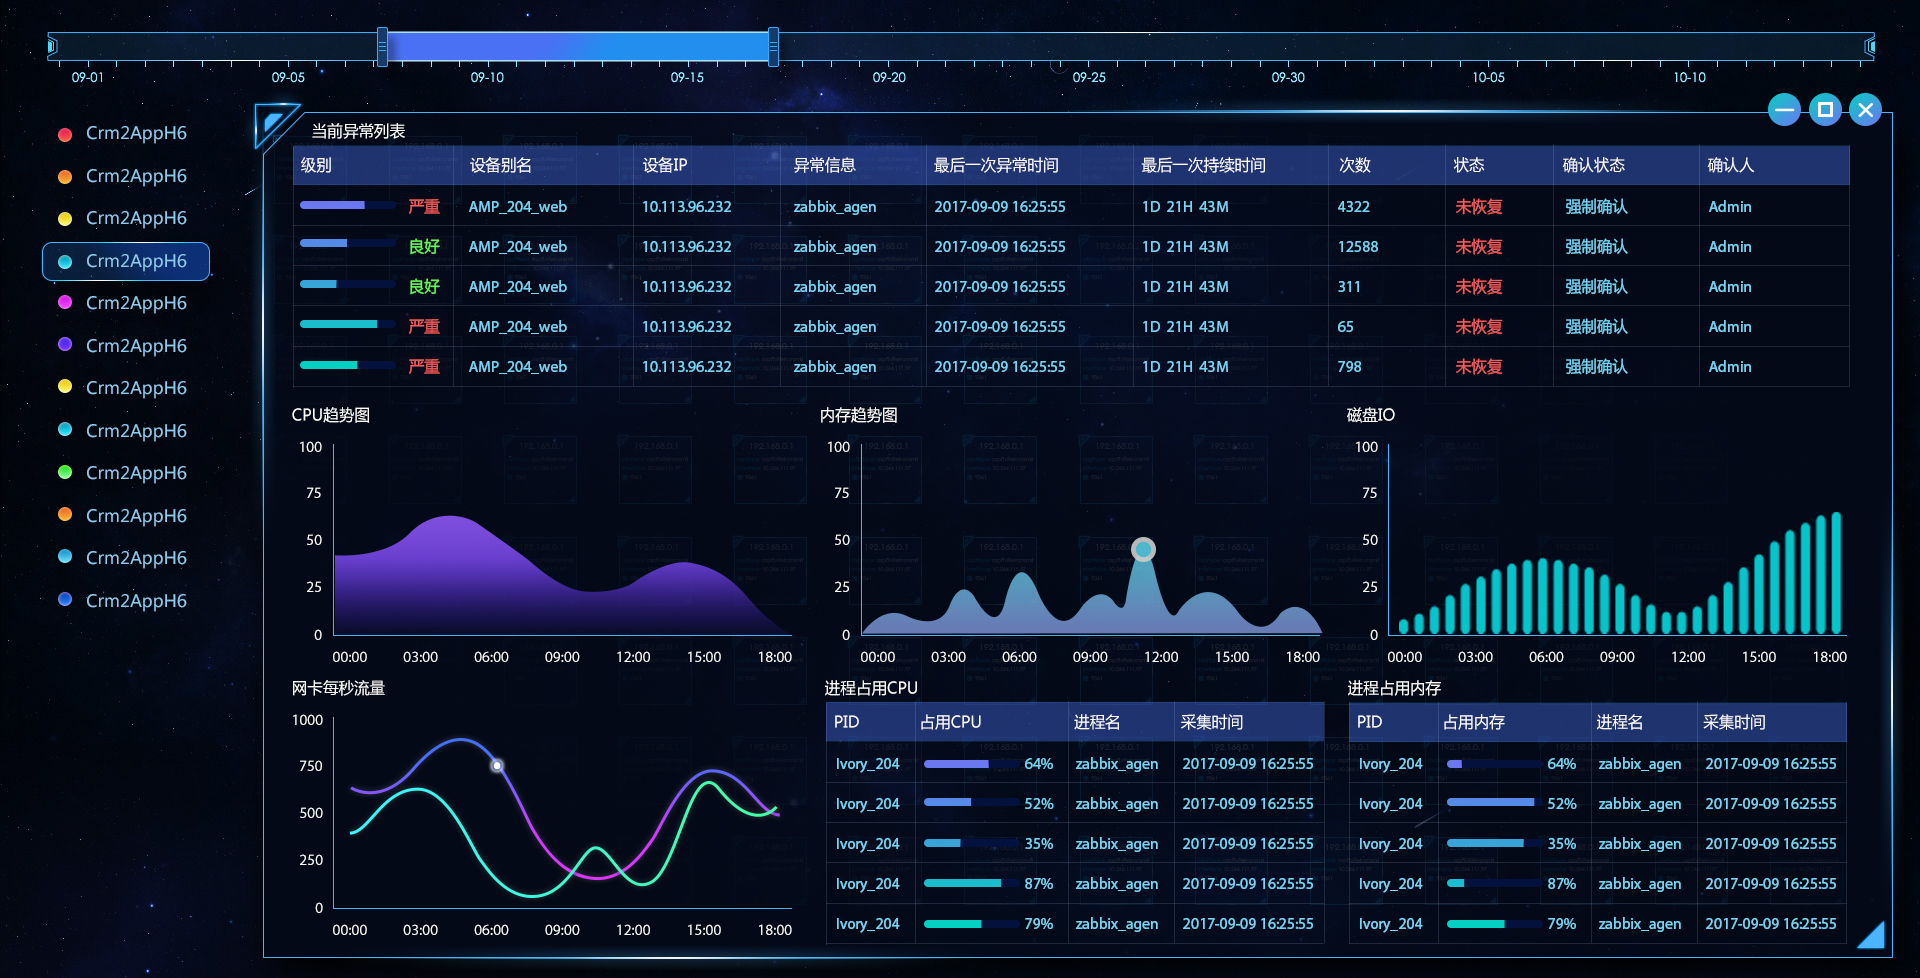 09-01 09-05 09-10 09-15 09-20 09-25 09-30 10-05 10-10
Crm2AppH6
Crm2AppH6
Crm2AppH6
Crm2AppH6
Crm2AppH6
Crm2AppH6
Crm2AppH6
Crm2AppH6
Crm2AppH6
Crm2AppH6
Crm2AppH6
Crm2AppH6
当前异常列表
级别 设备别名 设备IP 异常信息 最后一次异常时间 最后一次持续时间 次数 状态 确认状态 确认人
严重 AMP_204_web 10.113.96.232 zabbix_agen 2017-09-09 16:25:55 1D 21H 43M 4322 未恢复 强制确认 Admin
良好 AMP_204_web 10.113.96.232 zabbix_agen 2017-09-09 16:25:55 1D 21H 43M 12588 未恢复 强制确认 Admin
良好 AMP_204_web 10.113.96.232 zabbix_agen 2017-09-09 16:25:55 1D 21H 43M 311 未恢复 强制确认 Admin
严重 AMP_204_web 10.113.96.232 zabbix_agen 2017-09-09 16:25:55 1D 21H 43M 65 未恢复 强制确认 Admin
严重 AMP_204_web 10.113.96.232 zabbix_agen 2017-09-09 16:25:55 1D 21H 43M 798 未恢复 强制确认 Admin
CPU趋势图
100
75
50
25
0
00:00 03:00 06:00 09:00 12:00 15:00 18:00
内存趋势图
100
75
50
25
0
00:00 03:00 06:00 09:00 12:00 15:00 18:00
磁盘IO
100
75
50
25
0
00:00 03:00 06:00 09:00 12:00 15:00 18:00
网卡每秒流量
1000
750
500
250
0
00:00 03:00 06:00 09:00 12:00 15:00 18:00
进程占用CPU
PID 占用CPU 进程名 采集时间
Ivory_204 64% zabbix_agen 2017-09-09 16:25:55
Ivory_204 52% zabbix_agen 2017-09-09 16:25:55
Ivory_204 35% zabbix_agen 2017-09-09 16:25:55
Ivory_204 87% zabbix_agen 2017-09-09 16:25:55
Ivory_204 79% zabbix_agen 2017-09-09 16:25:55
进程占用内存
PID 占用内存 进程名 采集时间
Ivory_204 64% zabbix_agen 2017-09-09 16:25:55
Ivory_204 52% zabbix_agen 2017-09-09 16:25:55
Ivory_204 35% zabbix_agen 2017-09-09 16:25:55
Ivory_204 87% zabbix_agen 2017-09-09 16:25:55
Ivory_204 79% zabbix_agen 2017-09-09 16:25:55